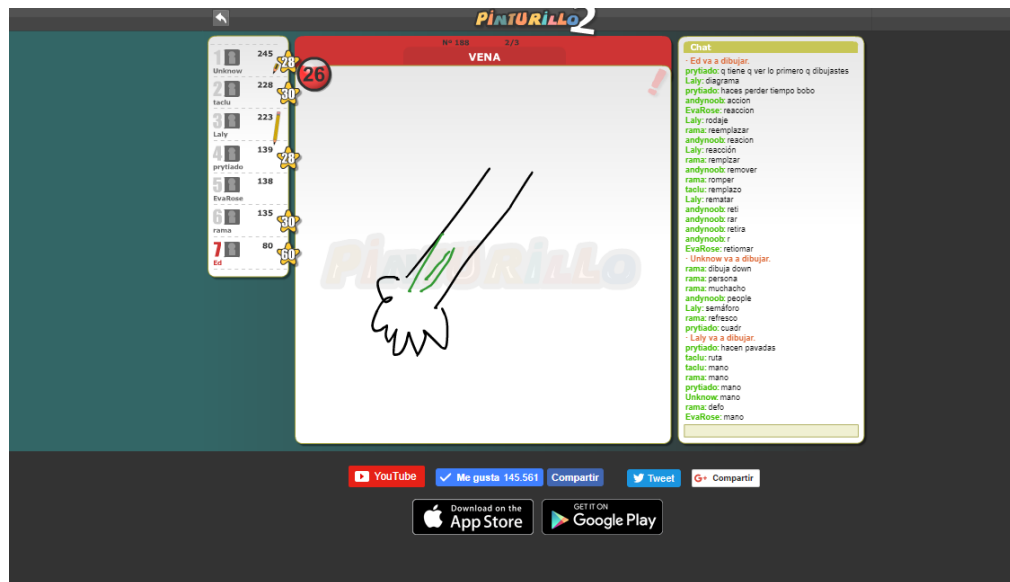 PINTURILLO 2
Nº 188 2/3
VENA
26
1 245 28
Unknow
2 228 30
taclu
3 223
Laly
4 139 28
prytiado
5 138
EvaRose
6 135 30
rama
7 80 60
Ed
PINTURILLO
Chat
· Ed va a dibujar.
prytiado: q tiene q ver lo primero q dibujastes
Laly: diagrama
prytiado: haces perder tiempo bobo
andynoob: accion
EvaRose: reaccion
Laly: rodaje
rama: reemplazar
andynoob: reacion
Laly: reacción
rama: remplzar
andynoob: remover
rama: romper
taclu: remplazo
Laly: rematar
andynoob: reti
andynoob: rar
andynoob: retira
andynoob: r
EvaRose: retiomar
· Unknow va a dibujar.
rama: dibuja down
rama: persona
rama: muchacho
andynoob: people
Laly: semáforo
rama: refresco
prytiado: cuadr
· Laly va a dibujar.
prytiado: hacen pavadas
taclu: ruta
taclu: mano
rama: mano
prytiado: mano
Unknow: mano
rama: defo
EvaRose: mano
YouTube
Me gusta 145.561
Compartir
Tweet
G+ Compartir
Download on the
App Store
GET IT ON
Google Play